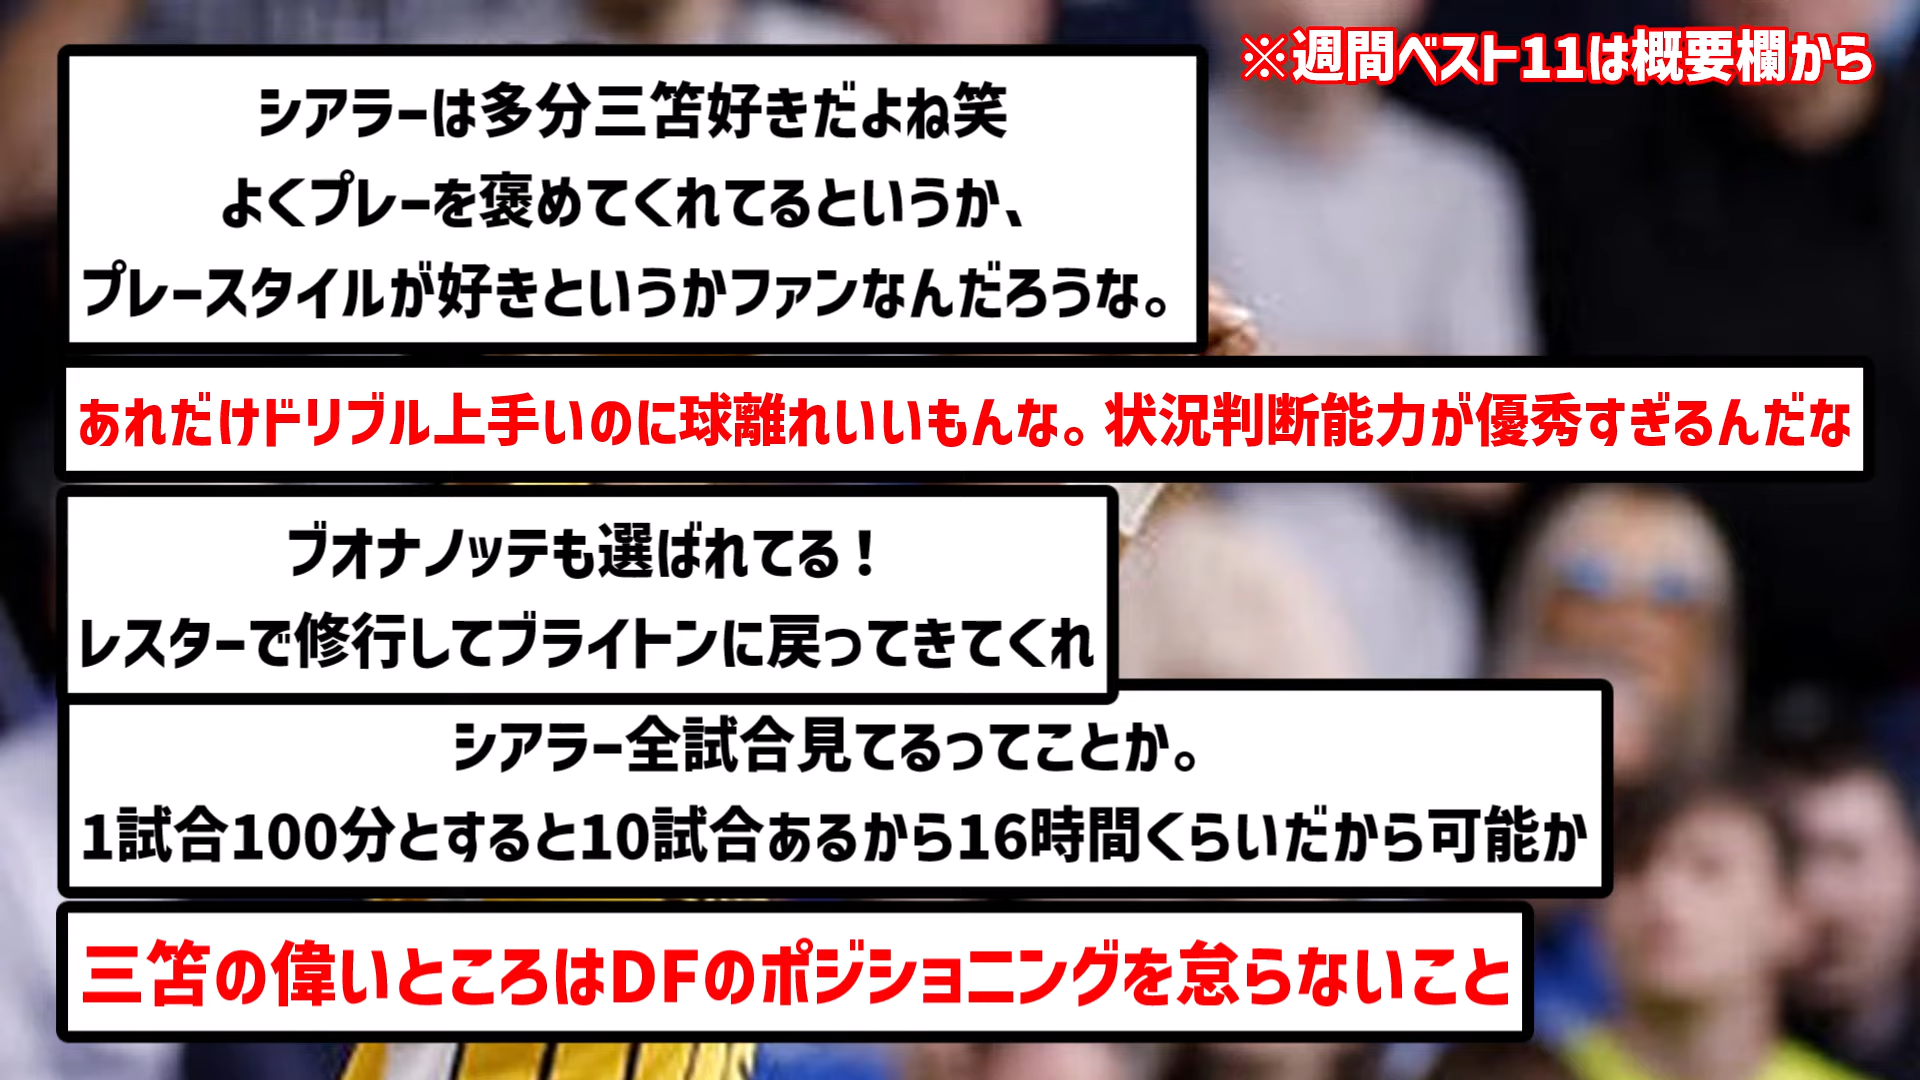 ※週間ベスト11は概要欄から
シアラーは多分三笘好きだよね笑
よくプレーを褒めてくれてるというか、
プレースタイルが好きというかファンなんだろうな。
あれだけドリブル上手いのに球離れいいもんな。状況判断能力が優秀すぎるんだな
ブオナノッテも選ばれてる！
レスターで修行してブライトンに戻ってきてくれ
シアラー全試合見てるってことか。
1試合100分とすると10試合あるから16時間くらいだから可能か
三笘の偉いところはDFのポジショニングを怠らないこと